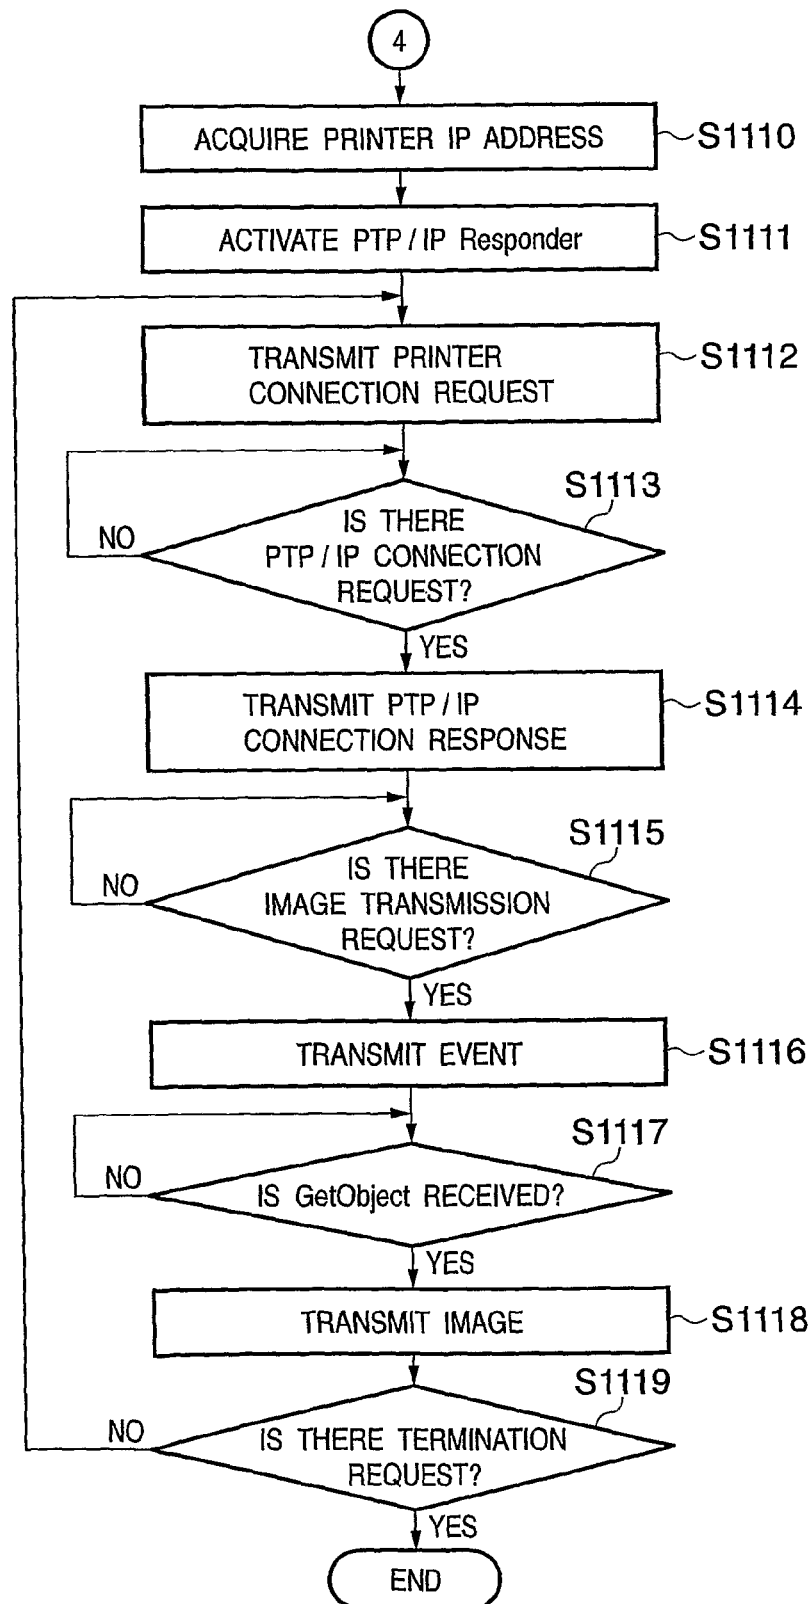 4
ACQUIRE PRINTER IP ADDRESS
S1110
ACTIVATE PTP/IP Responder
S1111
TRANSMIT PRINTER
CONNECTION REQUEST
S1112
S1113
IS THERE
PTP/IP CONNECTION
REQUEST?
NO
YES
TRANSMIT PTP/IP
CONNECTION RESPONSE
S1114
S1115
IS THERE
IMAGE TRANSMISSION
REQUEST?
NO
YES
TRANSMIT EVENT
S1116
S1117
IS GetObject RECEIVED?
NO
YES
TRANSMIT IMAGE
S1118
S1119
IS THERE TERMINATION
REQUEST?
NO
YES
END